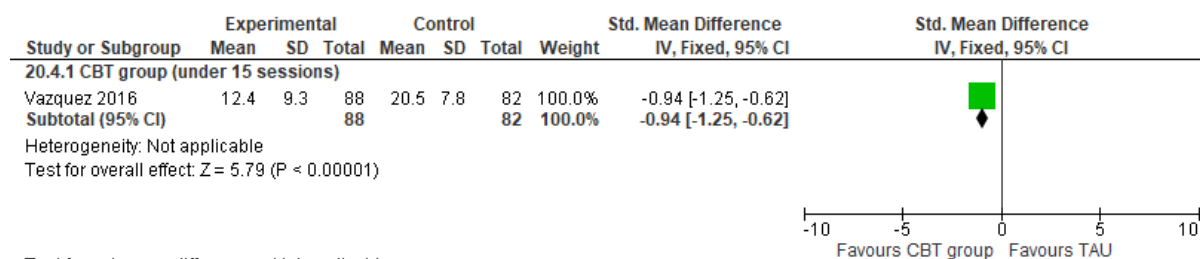 Experimental Control Std. Mean Difference Std. Mean Difference
Study or Subgroup Mean SD Total Mean SD Total Weight IV, Fixed, 95% CI IV, Fixed, 95% CI
20.4.1 CBT group (under 15 sessions)
Vazquez 2016 12.4 9.3 88 20.5 7.8 82 100.0% -0.94 [-1.25, -0.62]
Subtotal (95% CI) 88 82 100.0% -0.94 [-1.25, -0.62]
Heterogeneity: Not applicable
Test for overall effect: Z = 5.79 (P < 0.00001)
-10 -5 0 5 10
Favours CBT group Favours TAU